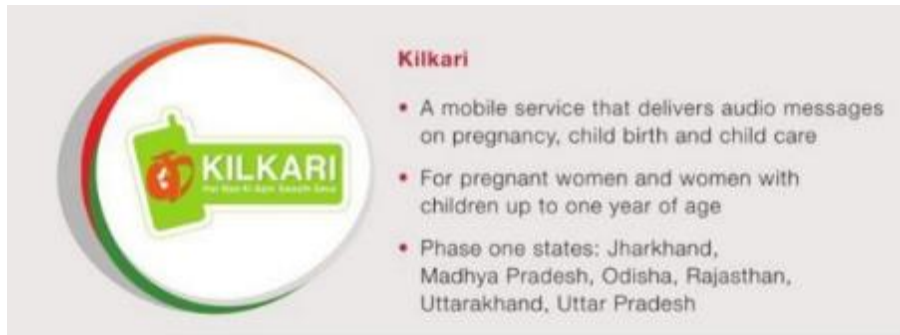 Kilkari
• A mobile service that delivers audio messages
on pregnancy, child birth and child care
• For pregnant women and women with
children up to one year of age
• Phase one states: Jharkhand,
Madhya Pradesh, Odisha, Rajasthan,
Uttarakhand, Uttar Pradesh
KILKARI